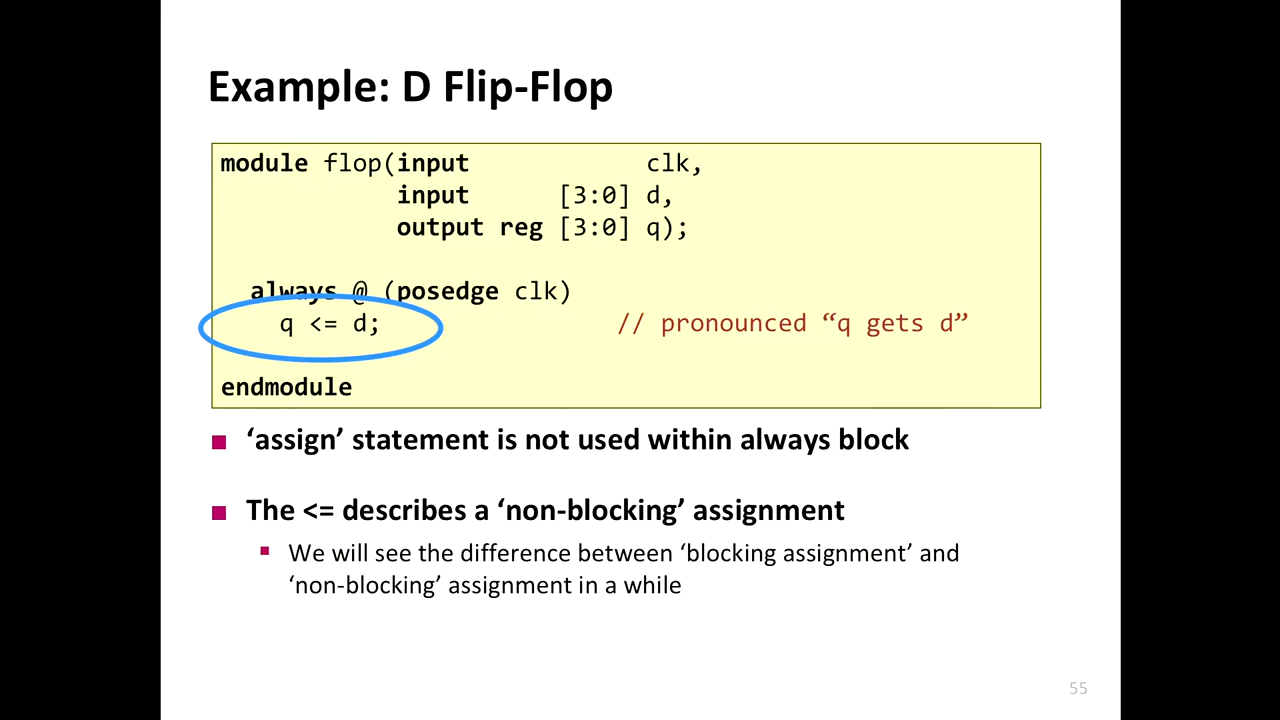 Example: D Flip-Flop
module flop(input            clk,
            input      [3:0] d,
            output reg [3:0] q);
  always @ (posedge clk)
    q <= d;                // pronounced “q gets d”
endmodule
‘assign’ statement is not used within always block
The <= describes a ‘non-blocking’ assignment
We will see the difference between ‘blocking assignment’ and
‘non-blocking’ assignment in a while
55